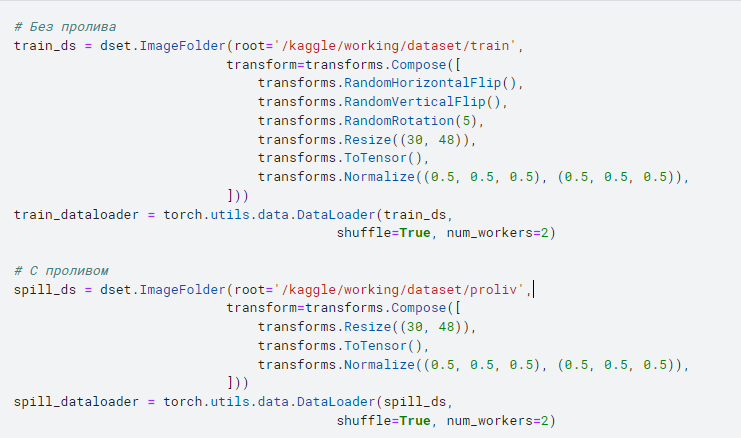 # Без пролива
train_ds = dset.ImageFolder(root='/kaggle/working/dataset/train',
                           transform=transforms.Compose([
                               transforms.RandomHorizontalFlip(),
                               transforms.RandomVerticalFlip(),
                               transforms.RandomRotation(5),
                               transforms.Resize((30, 48)),
                               transforms.ToTensor(),
                               transforms.Normalize((0.5, 0.5, 0.5), (0.5, 0.5, 0.5)),
                           ]))
train_dataloader = torch.utils.data.DataLoader(train_ds,
                                         shuffle=True, num_workers=2)

# С проливом
spill_ds = dset.ImageFolder(root='/kaggle/working/dataset/proliv',
                           transform=transforms.Compose([
                               transforms.Resize((30, 48)),
                               transforms.ToTensor(),
                               transforms.Normalize((0.5, 0.5, 0.5), (0.5, 0.5, 0.5)),
                           ]))
spill_dataloader = torch.utils.data.DataLoader(spill_ds,
                                         shuffle=True, num_workers=2)